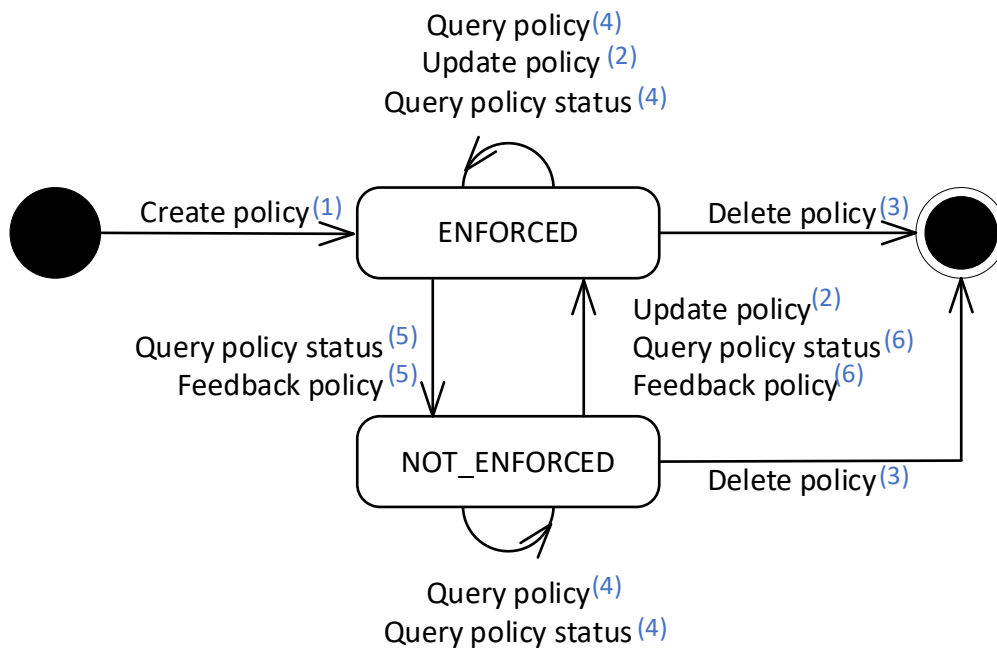 Query policy(4)
Update policy (2)
Query policy status (4)
Create policy(1)
ENFORCED
Delete policy(3)
Query policy status (5)
Feedback policy(5)
Update policy(2)
Query policy status(6)
Feedback policy(6)
NOT_ENFORCED
Delete policy(3)
Query policy(4)
Query policy status (4)